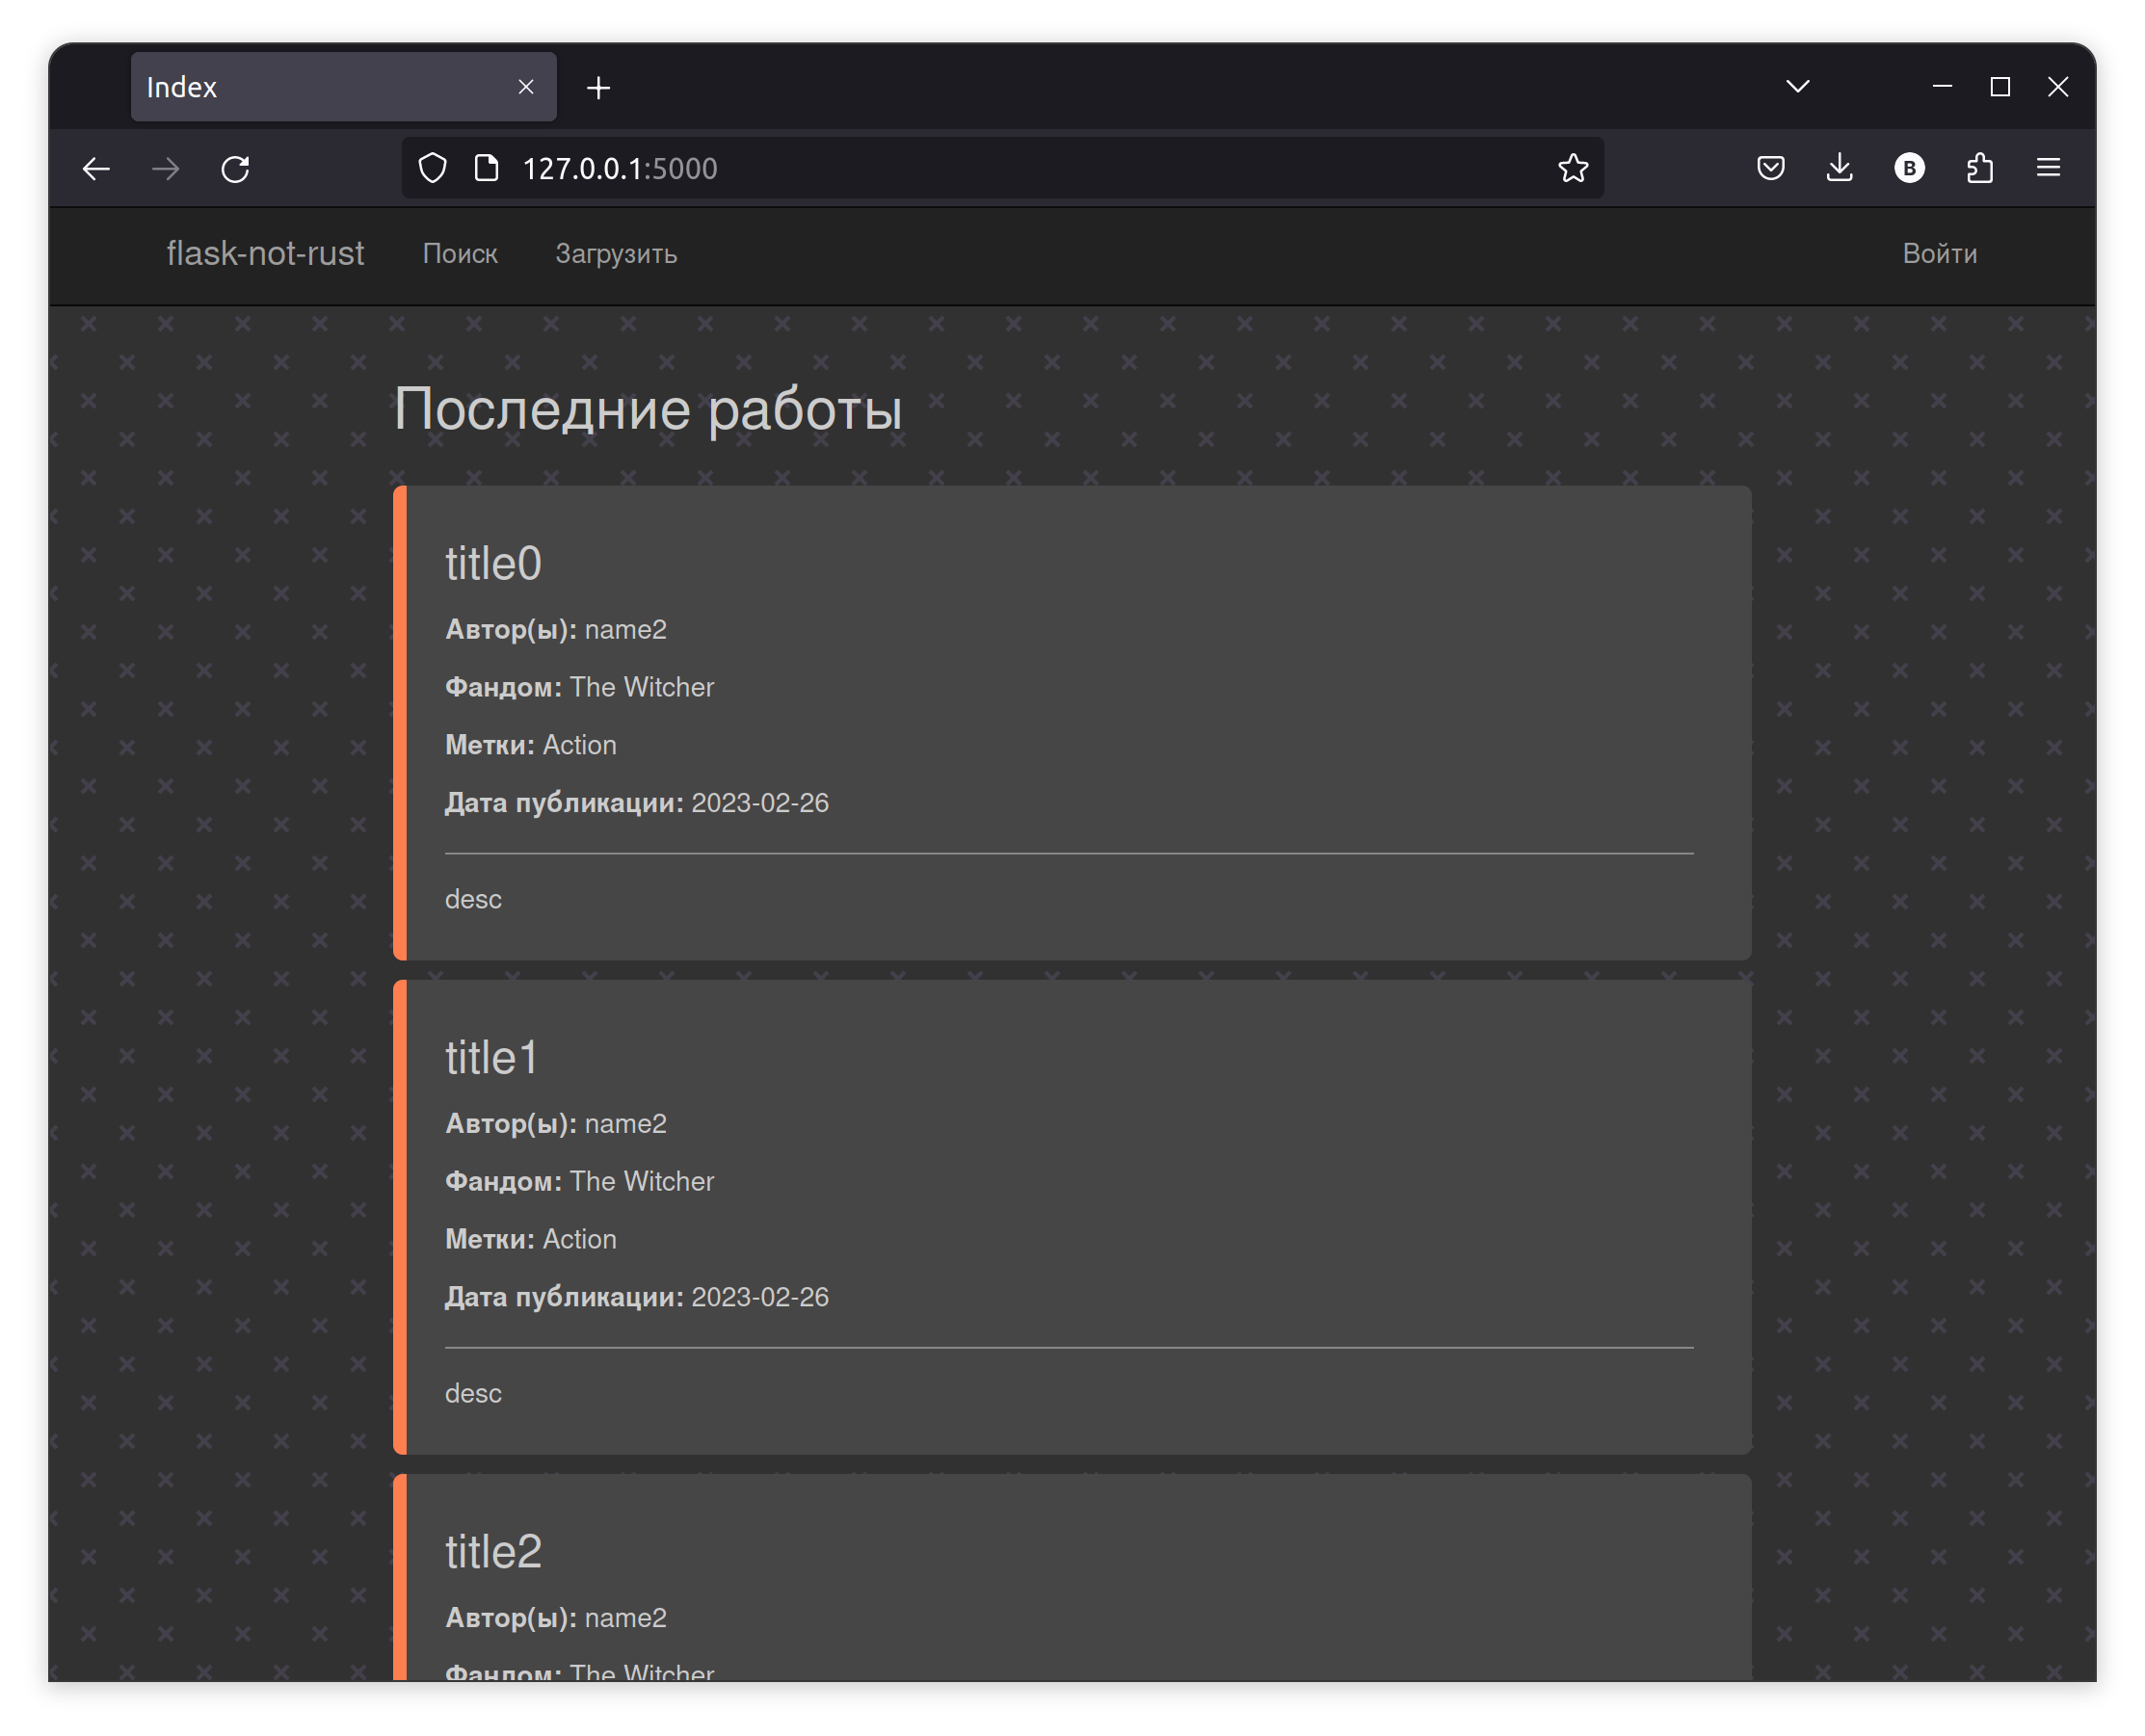 Index
127.0.0.1:5000
B
flask-not-rust Поиск Загрузить Войти
Последние работы
title0
Автор(ы): name2
Фандом: The Witcher
Метки: Action
Дата публикации: 2023-02-26
desc
title1
Автор(ы): name2
Фандом: The Witcher
Метки: Action
Дата публикации: 2023-02-26
desc
title2
Автор(ы): name2
Фандом: The Witcher